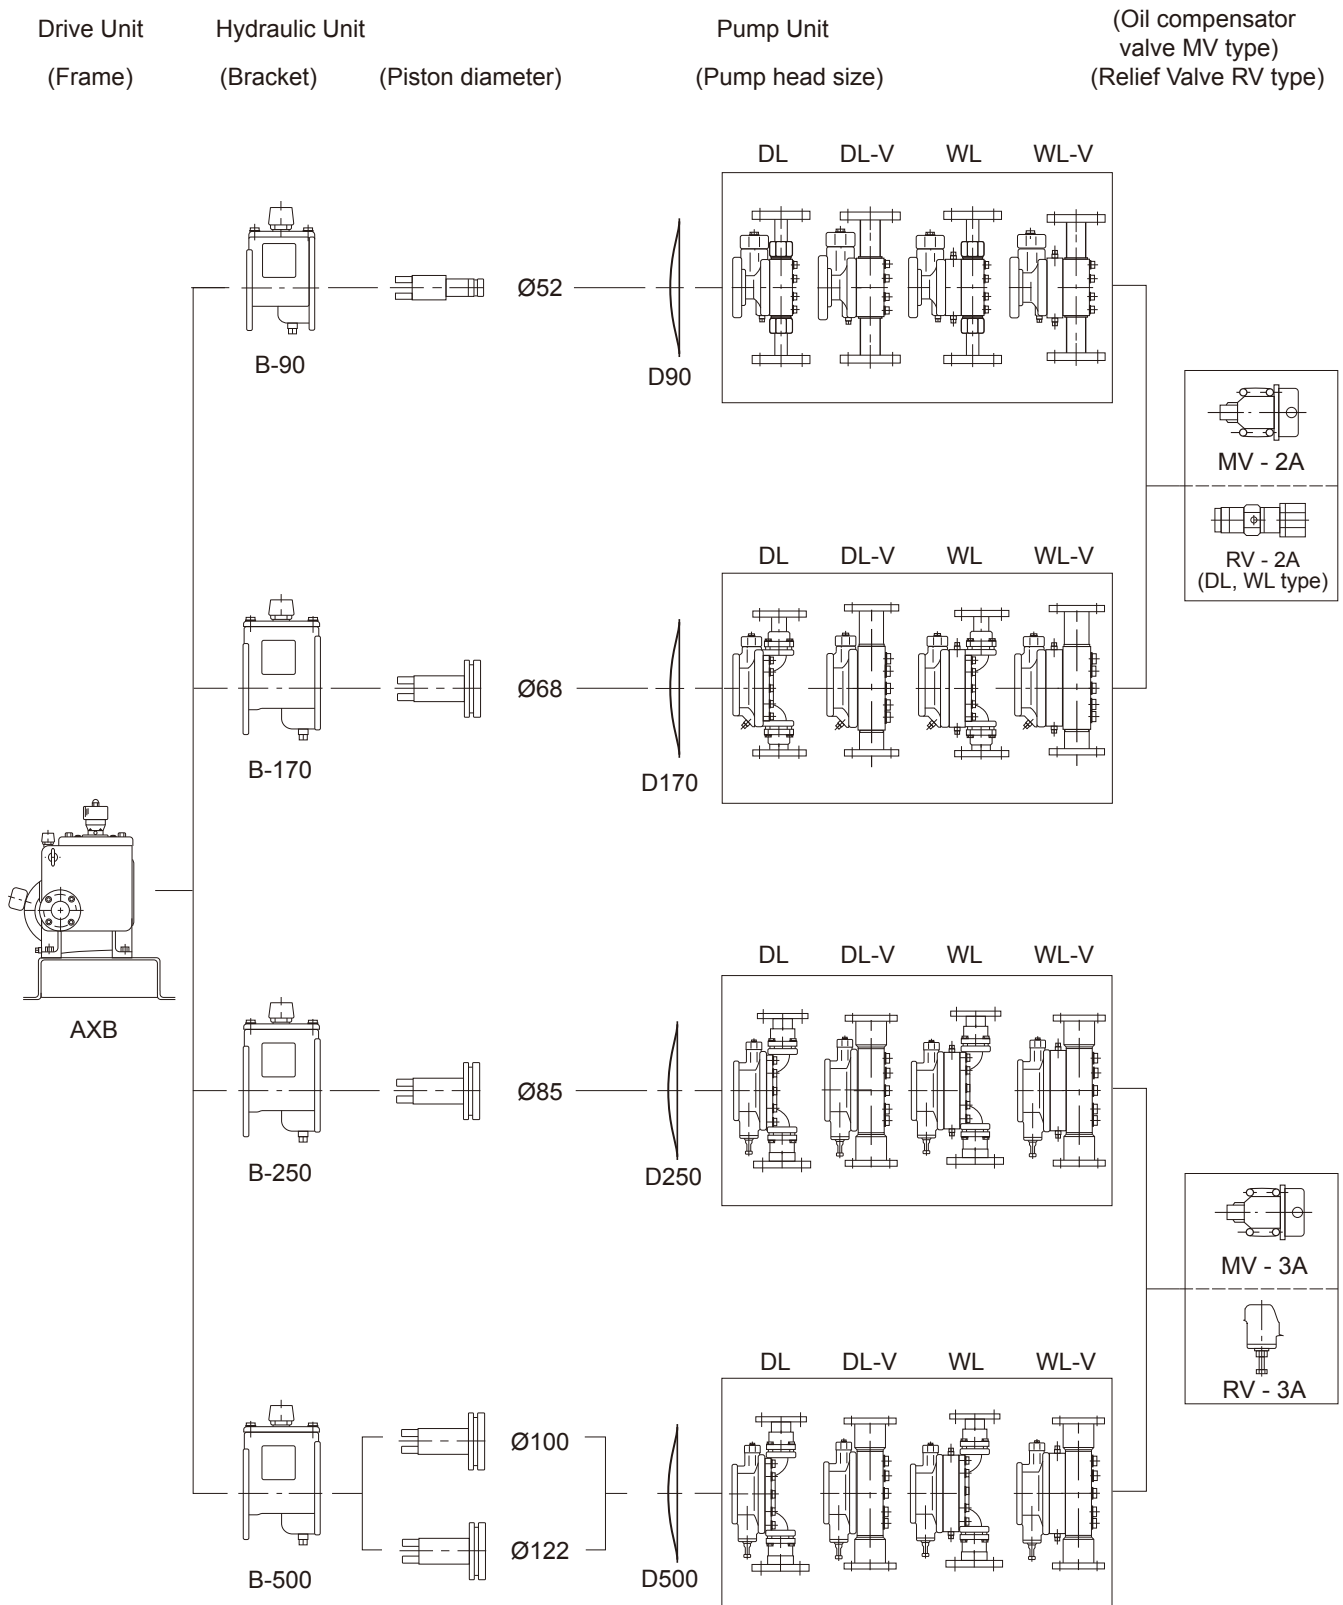 Drive Unit
Hydraulic Unit
Pump Unit
(Oil compensator
valve MV type)
(Frame)
(Bracket)
(Piston diameter)
(Pump head size)
(Relief Valve RV type)
DL
DL-V
WL
WL-V
B-90
Ø52
D90
MV - 2A
RV - 2A
(DL, WL type)
DL
DL-V
WL
WL-V
B-170
Ø68
D170
AXB
DL
DL-V
WL
WL-V
B-250
Ø85
D250
MV - 3A
RV - 3A
DL
DL-V
WL
WL-V
B-500
Ø100
Ø122
D500